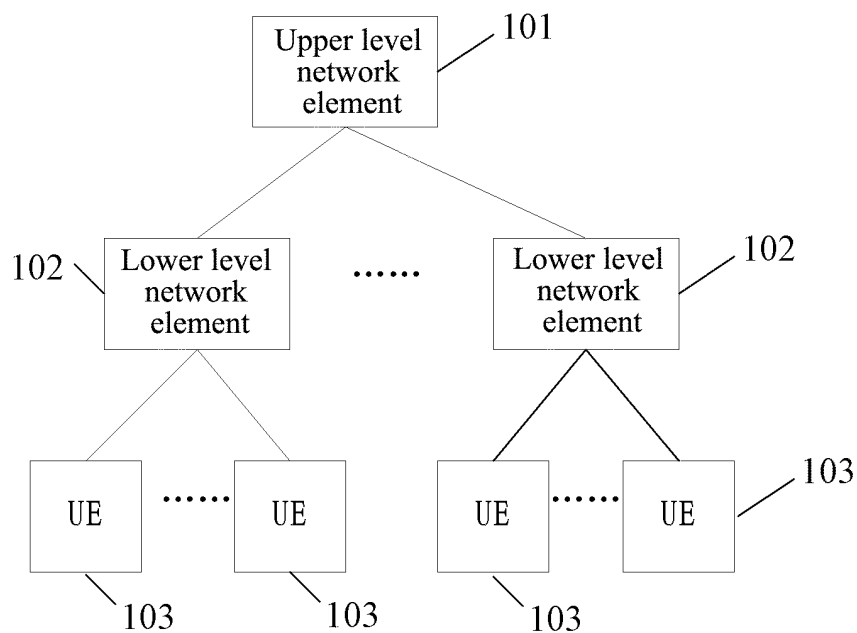 Upper level
network
element
101
102
Lower level
network
element
......
Lower level
network
element
102
UE
......
UE
UE
......
UE
103
103
103
103